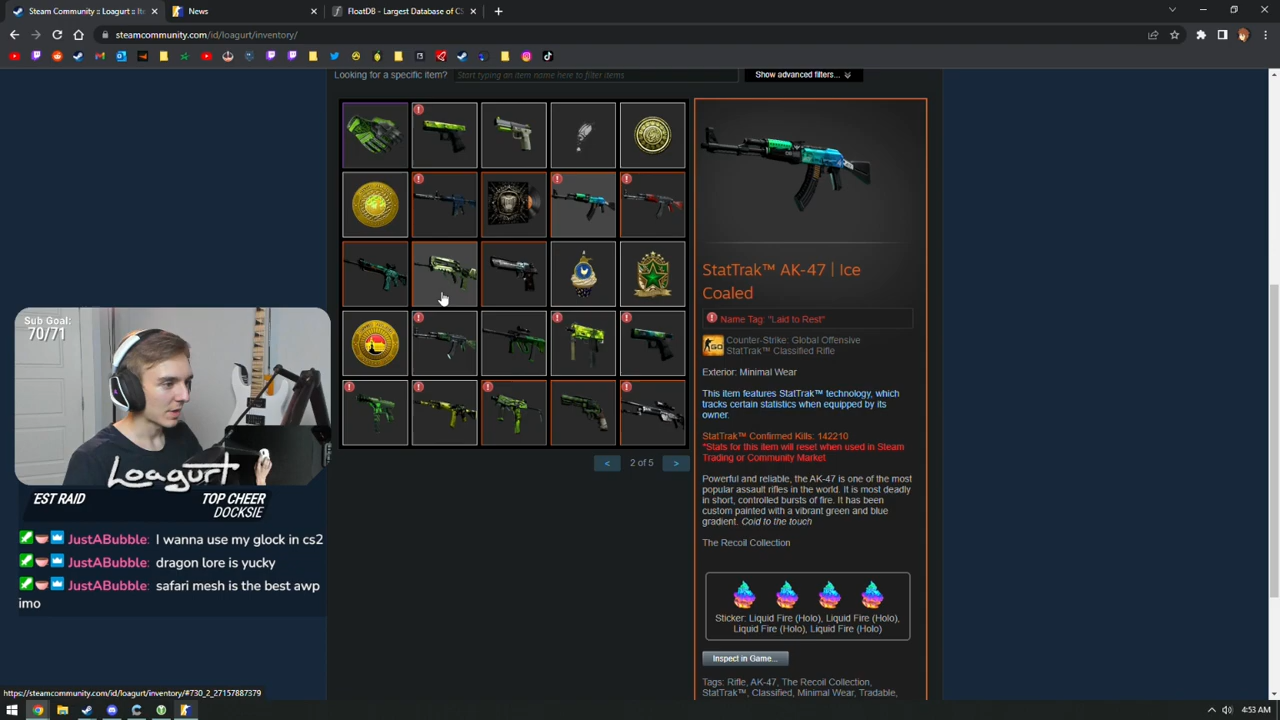 Steam Community :: Loagurt :: Ite
News
FloatDB - Largest Database of CS
steamcommunity.com/id/loagurt/inventory/
Looking for a specific item?
Start typing an item name here to filter items
Show advanced filters...
StatTrak™ AK-47 | Ice
Coaled
Name Tag: "Laid to Rest"
Counter-Strike: Global Offensive
StatTrak™ Classified Rifle
Exterior: Minimal Wear
This item features StatTrak™ technology, which
tracks certain statistics when equipped by its
owner.
StatTrak™ Confirmed Kills: 142210
*Stats for this item will reset when used in Steam
Trading or Community Market
Powerful and reliable, the AK-47 is one of the most
popular assault rifles in the world. It is most deadly
in short, controlled bursts of fire. It has been
custom painted with a vibrant green and blue
gradient. Cold to the touch
The Recoil Collection
Sticker: Liquid Fire (Holo), Liquid Fire (Holo),
Liquid Fire (Holo), Liquid Fire (Holo)
Inspect in Game...
Tags: Rifle, AK-47, The Recoil Collection,
StatTrak™, Classified, Minimal Wear, Tradable,
< 2 of 5 >
Sub Goal:
70/71
Loagurt
EST RAID
TOP CHEER
DOCKSIE
JustABubble: I wanna use my glock in cs2
JustABubble: dragon lore is yucky
JustABubble: safari mesh is the best awp
imo
https://steamcommunity.com/id/loagurt/inventory/#730_2_27157887379
4:53 AM